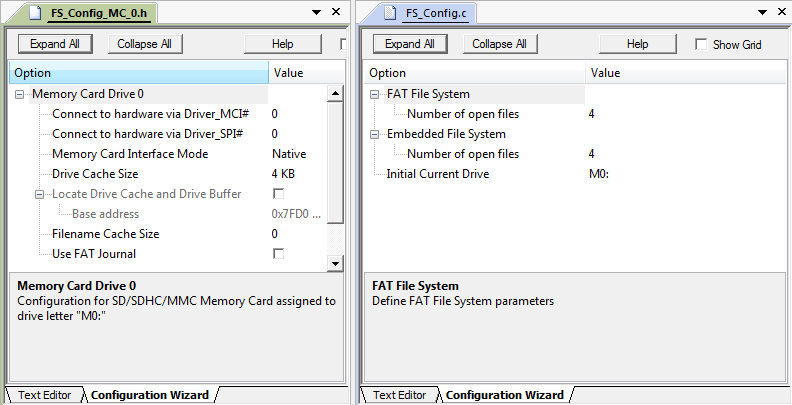 FS_Config_MC_0.h
Expand All Collapse All Help
Option Value
Memory Card Drive 0
Connect to hardware via Driver_MCI# 0
Connect to hardware via Driver_SPI# 0
Memory Card Interface Mode Native
Drive Cache Size 4 KB
Locate Drive Cache and Drive Buffer
Base address 0x7FD0 ...
Filename Cache Size 0
Use FAT Journal
Memory Card Drive 0
Configuration for SD/SDHC/MMC Memory Card assigned to
drive letter "M0:"
Text Editor Configuration Wizard
FS_Config.c
Expand All Collapse All Help Show Grid
Option Value
FAT File System
Number of open files 4
Embedded File System
Number of open files 4
Initial Current Drive M0:
FAT File System
Define FAT File System parameters
Text Editor Configuration Wizard